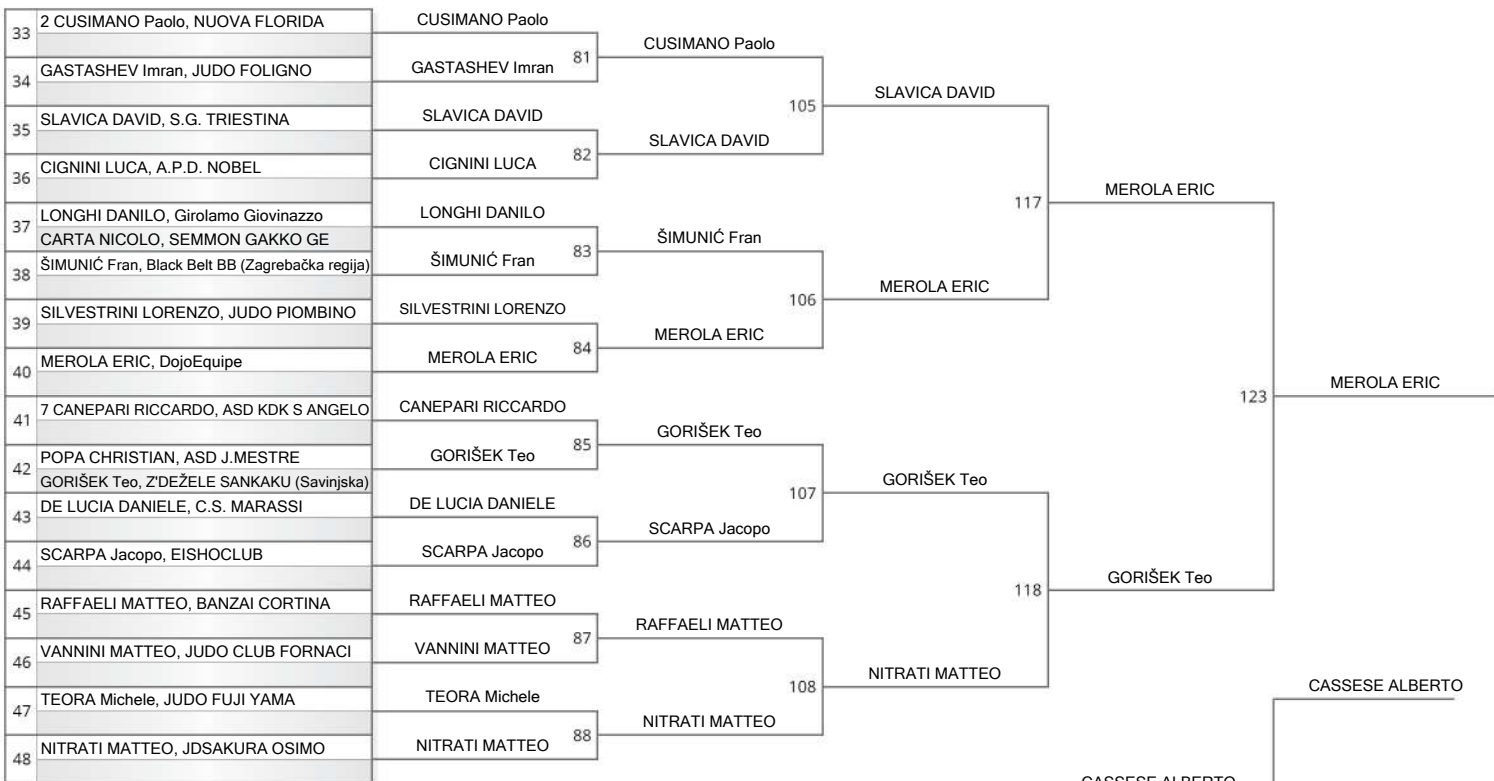 33
2 CUSIMANO Paolo, NUOVA FLORIDA
34
GASTASHEV Imran, JUDO FOLIGNO
35
SLAVICA DAVID, S.G. TRIESTINA
36
CIGNINI LUCA, A.P.D. NOBEL
37
LONGHI DANILO, Girolamo Giovinazzo
CARTA NICOLO, SEMMON GAKKO GE
38
ŠIMUNIĆ Fran, Black Belt BB (Zagrebačka regija)
39
SILVESTRINI LORENZO, JUDO PIOMBINO
40
MEROLA ERIC, DojoEquipe
41
7 CANEPARI RICCARDO, ASD KDK S ANGELO
42
POPA CHRISTIAN, ASD J.MESTRE
GORIŠEK Teo, Z'DEŽELE SANKAKU (Savinjska)
43
DE LUCIA DANIELE, C.S. MARASSI
44
SCARPA Jacopo, EISHOCLUB
45
RAFFAELI MATTEO, BANZAI CORTINA
46
VANNINI MATTEO, JUDO CLUB FORNACI
47
TEORA Michele, JUDO FUJI YAMA
48
NITRATI MATTEO, JDSAKURA OSIMO
CUSIMANO Paolo
81
GASTASHEV Imran
SLAVICA DAVID
82
CIGNINI LUCA
LONGHI DANILO
83
ŠIMUNIĆ Fran
SILVESTRINI LORENZO
84
MEROLA ERIC
CANEPARI RICCARDO
85
GORIŠEK Teo
DE LUCIA DANIELE
86
SCARPA Jacopo
RAFFAELI MATTEO
87
VANNINI MATTEO
TEORA Michele
88
NITRATI MATTEO
CUSIMANO Paolo
105
SLAVICA DAVID
ŠIMUNIĆ Fran
106
MEROLA ERIC
GORIŠEK Teo
107
SCARPA Jacopo
RAFFAELI MATTEO
108
NITRATI MATTEO
SLAVICA DAVID
117
MEROLA ERIC
GORIŠEK Teo
118
NITRATI MATTEO
MEROLA ERIC
123
GORIŠEK Teo
MEROLA ERIC
CASSESE ALBERTO
CASSESE ALBERTO